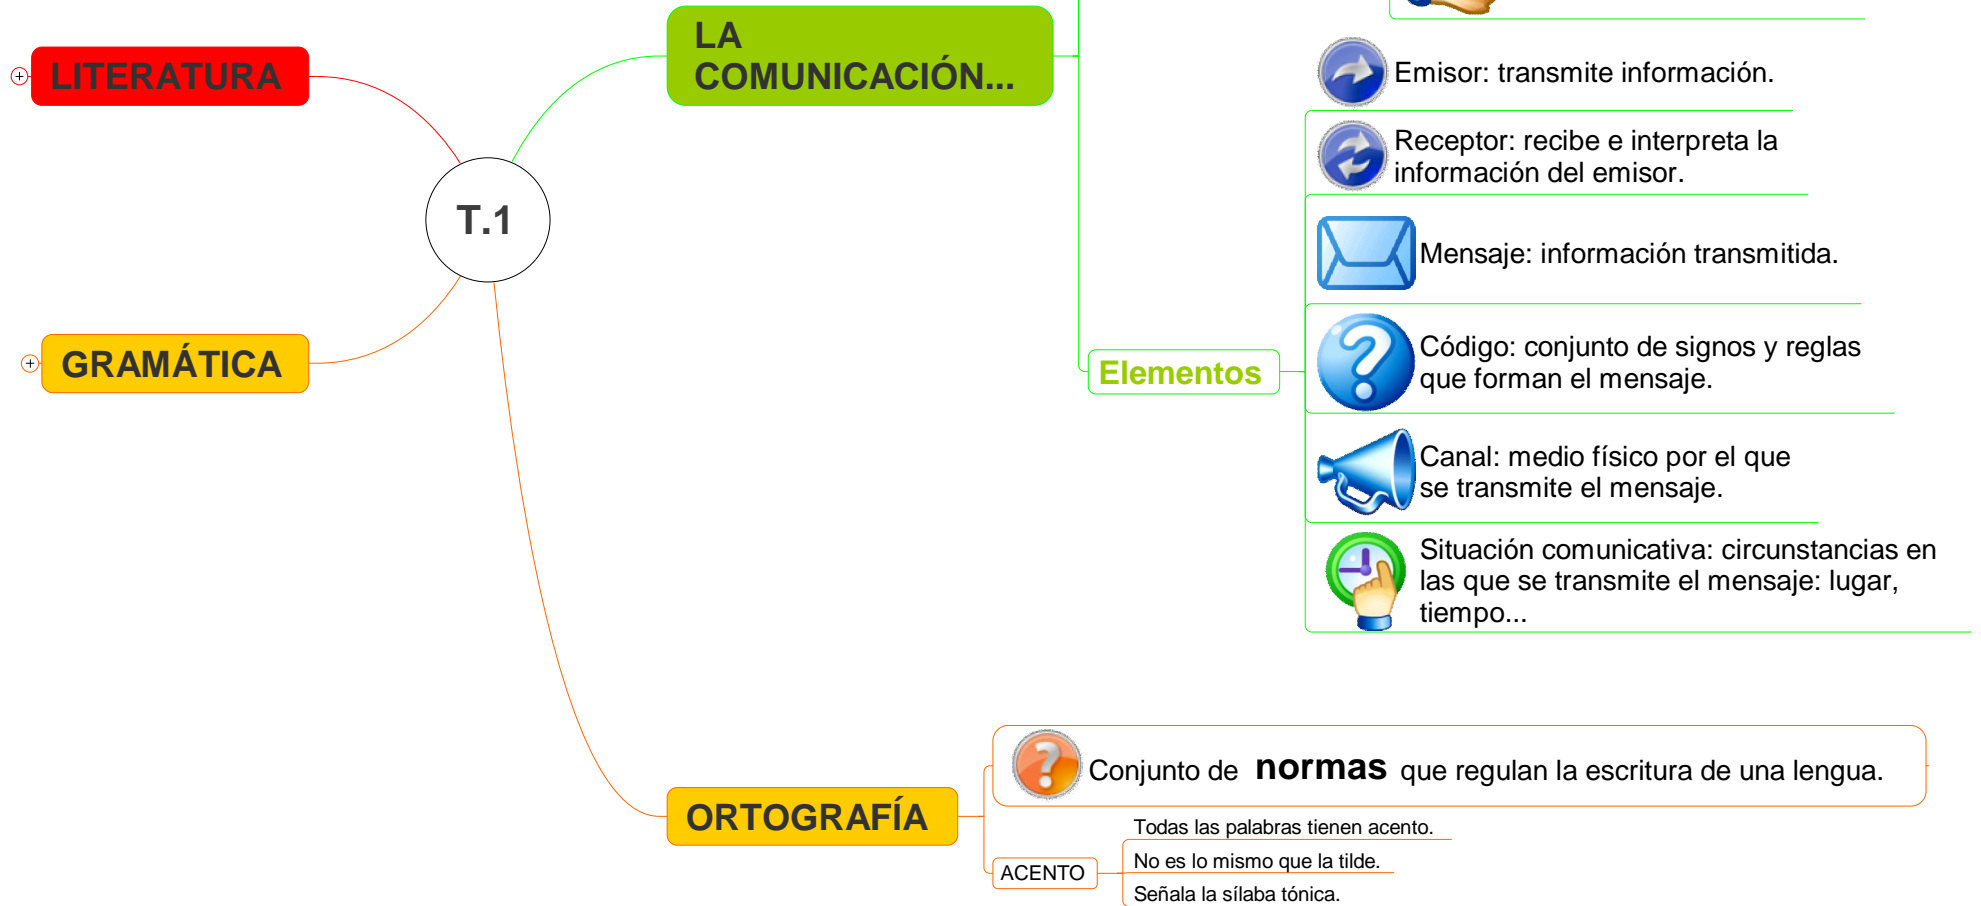 LITERATURA
T.1
GRAMÁTICA
LA
COMUNICACIÓN...
Elementos
Emisor: transmite información.
Receptor: recibe e interpreta la
información del emisor.
Mensaje: información transmitida.
Código: conjunto de signos y reglas
que forman el mensaje.
Canal: medio físico por el que
se transmite el mensaje.
Situación comunicativa: circunstancias en
las que se transmite el mensaje: lugar,
tiempo...
ORTOGRAFÍA
Conjunto de normas que regulan la escritura de una lengua.
ACENTO
Todas las palabras tienen acento.
No es lo mismo que la tilde.
Señala la sílaba tónica.